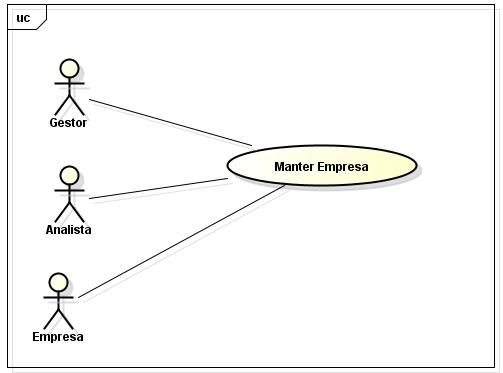 uc
Gestor
Manter Empresa
Analista
Empresa